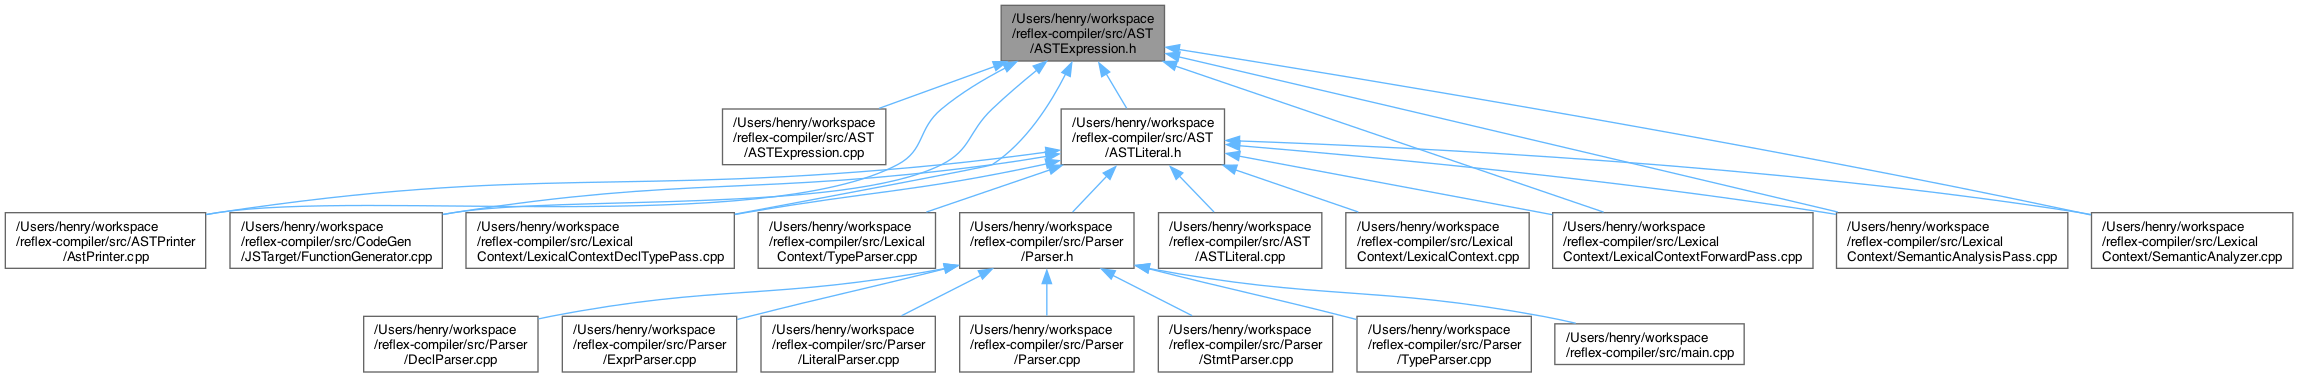 /Users/henry/workspace
/reflex-compiler/src/AST
/ASTExpression.h
/Users/henry/workspace
/reflex-compiler/src/AST
/ASTExpression.cpp
/Users/henry/workspace
/reflex-compiler/src/AST
/ASTLiteral.h
/Users/henry/workspace
/reflex-compiler/src/ASTPrinter
/AstPrinter.cpp
/Users/henry/workspace
/reflex-compiler/src/CodeGen
/JSTarget/FunctionGenerator.cpp
/Users/henry/workspace
/reflex-compiler/src/Lexical
Context/LexicalContextDeclTypePass.cpp
/Users/henry/workspace
/reflex-compiler/src/Lexical
Context/TypeParser.cpp
/Users/henry/workspace
/reflex-compiler/src/Parser
/Parser.h
/Users/henry/workspace
/reflex-compiler/src/AST
/ASTLiteral.cpp
/Users/henry/workspace
/reflex-compiler/src/Lexical
Context/LexicalContext.cpp
/Users/henry/workspace
/reflex-compiler/src/Lexical
Context/LexicalContextForwardPass.cpp
/Users/henry/workspace
/reflex-compiler/src/Lexical
Context/SemanticAnalysisPass.cpp
/Users/henry/workspace
/reflex-compiler/src/Lexical
Context/SemanticAnalyzer.cpp
/Users/henry/workspace
/reflex-compiler/src/Parser
/DeclParser.cpp
/Users/henry/workspace
/reflex-compiler/src/Parser
/ExprParser.cpp
/Users/henry/workspace
/reflex-compiler/src/Parser
/LiteralParser.cpp
/Users/henry/workspace
/reflex-compiler/src/Parser
/Parser.cpp
/Users/henry/workspace
/reflex-compiler/src/Parser
/StmtParser.cpp
/Users/henry/workspace
/reflex-compiler/src/Parser
/TypeParser.cpp
/Users/henry/workspace
/reflex-compiler/src/main.cpp